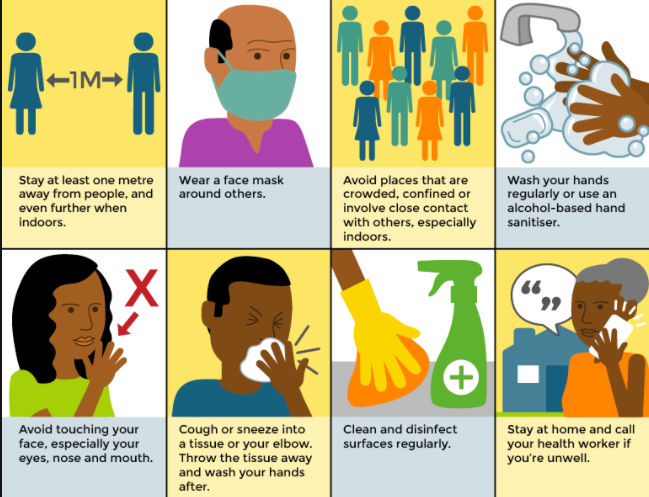 1M
Stay at least one metre
away from people, and
even further when
indoors.
Wear a face mask
around others.
Avoid places that are
crowded, confined or
involve close contact
with others, especially
indoors.
Wash your hands
regularly or use an
alcohol-based hand
sanitiser.
X
Avoid touching your
face, especially your
eyes, nose and mouth.
Cough or sneeze into
a tissue or your elbow.
Throw the tissue away
and wash your hands
after.
Clean and disinfect
surfaces regularly.
Stay at home and call
your health worker if
you’re unwell.